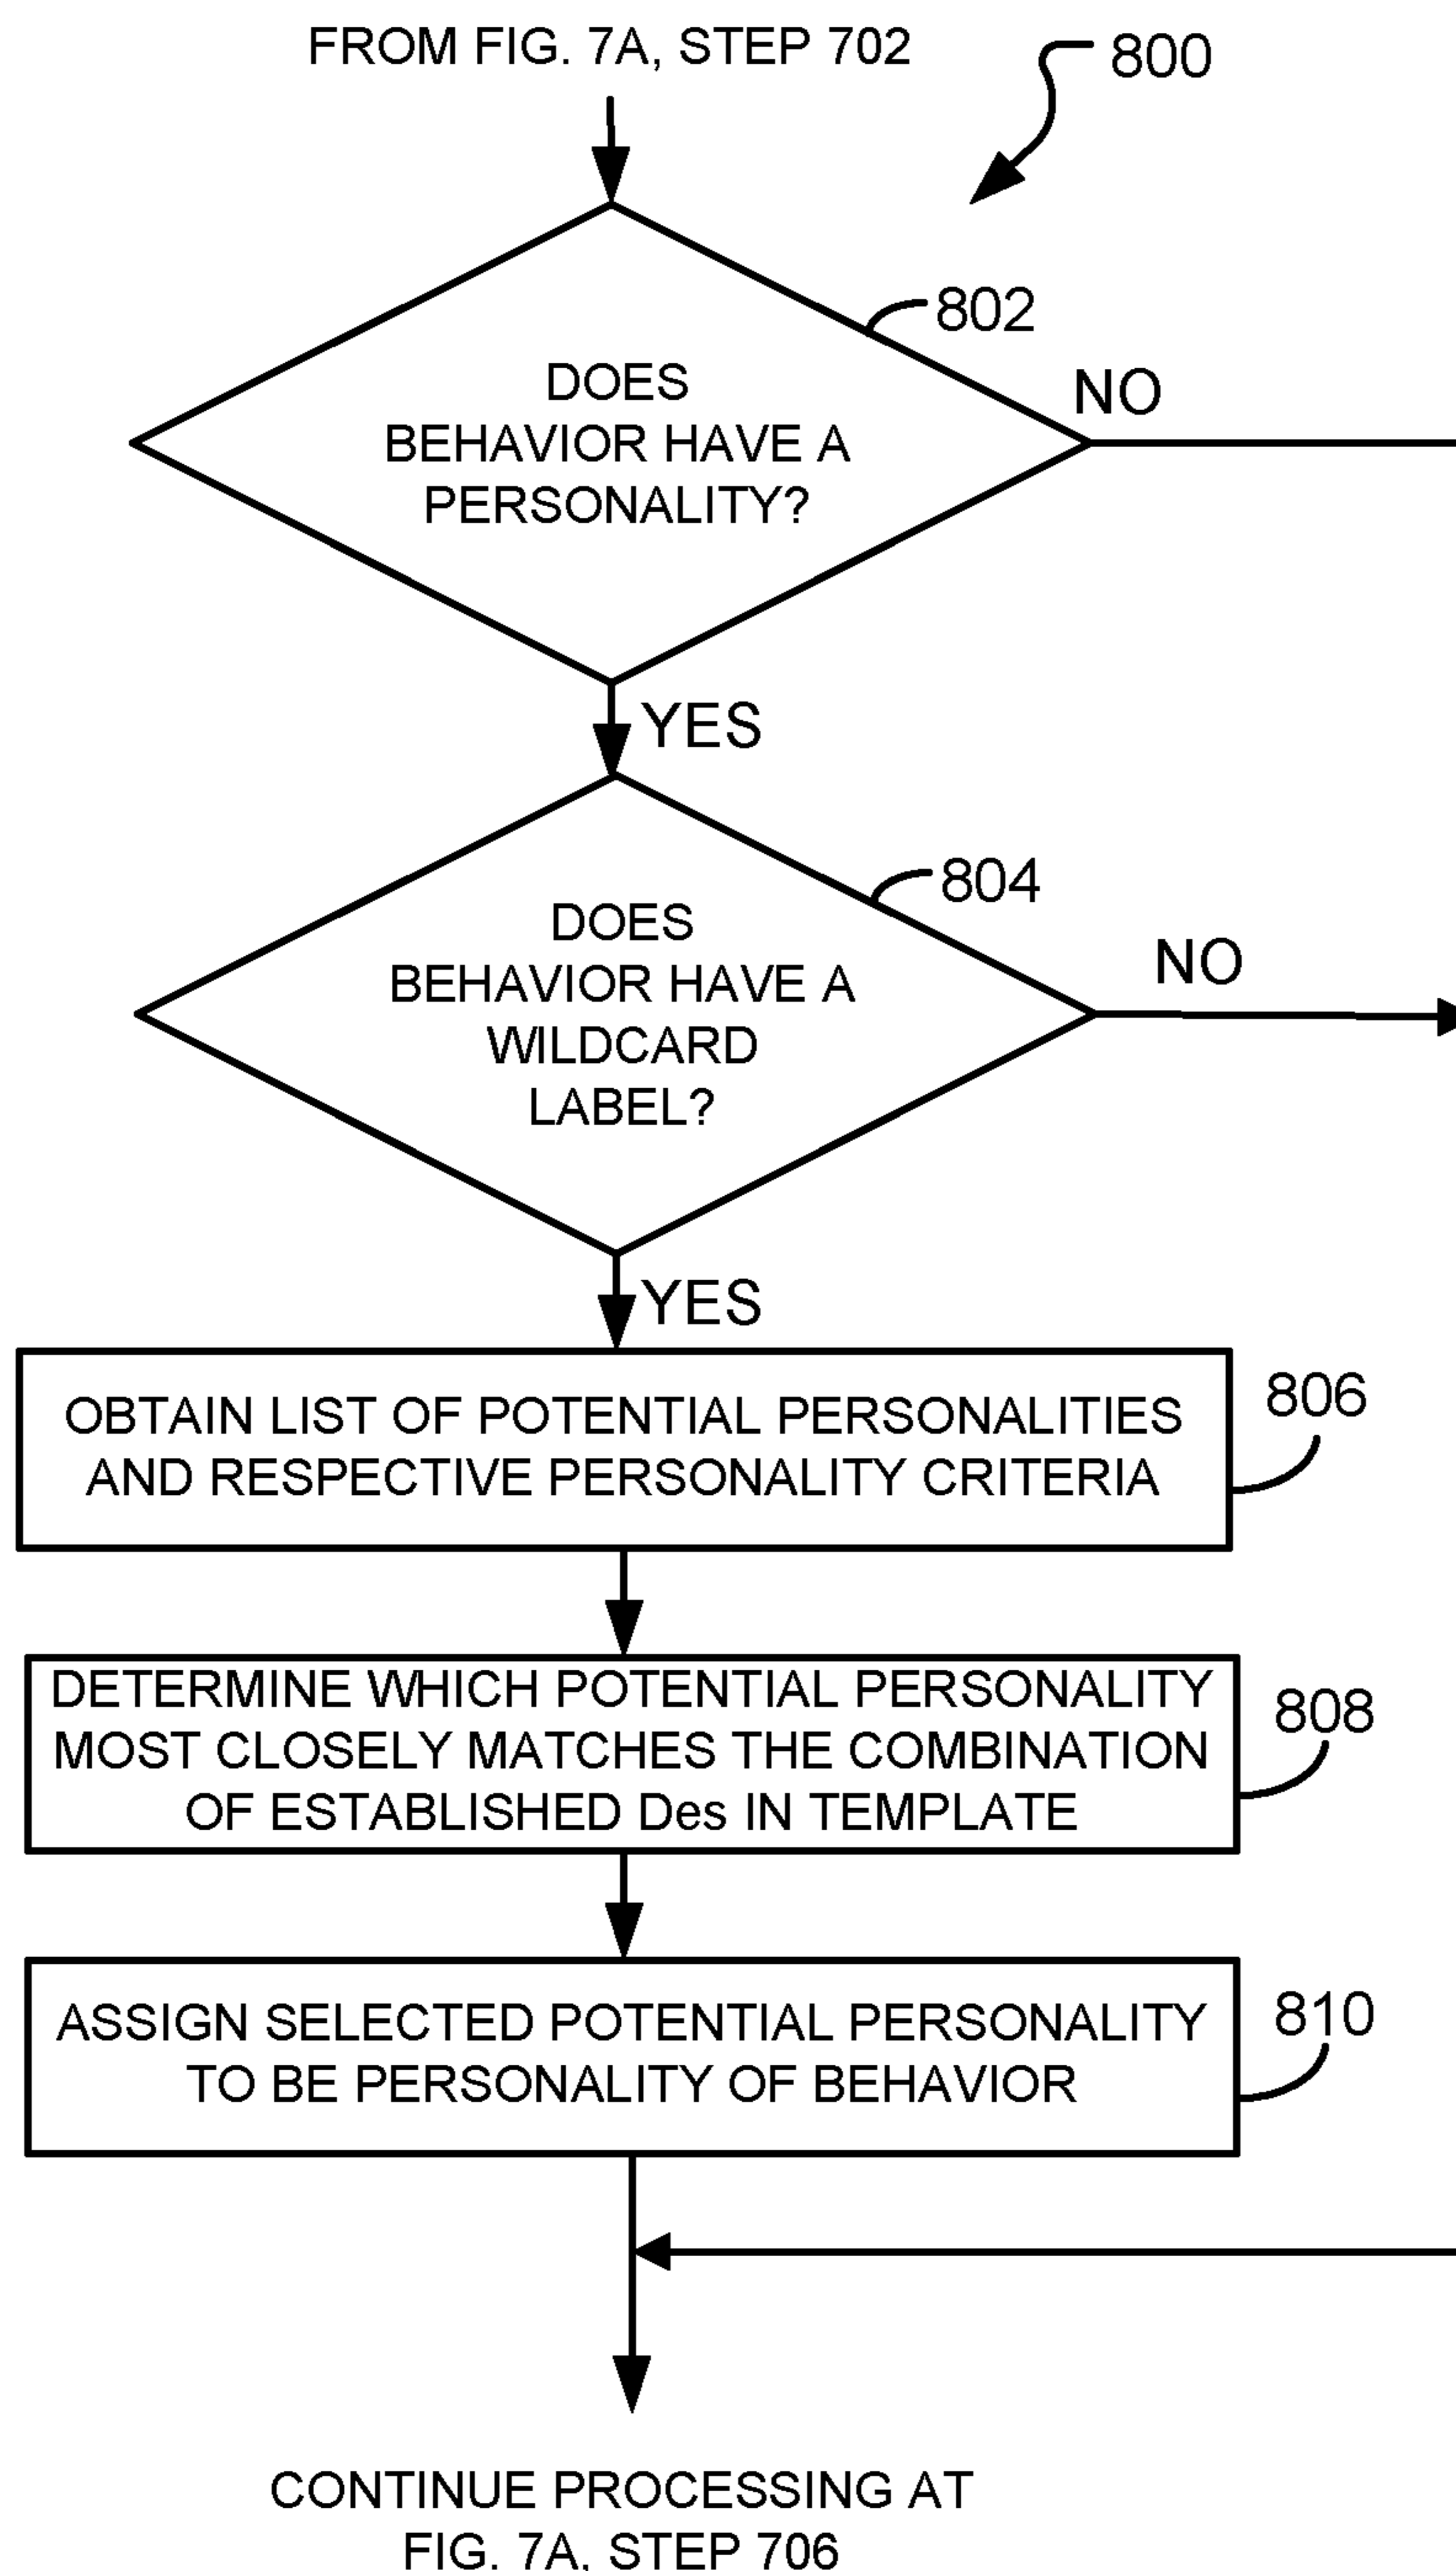 FROM FIG. 7A, STEP 702
800
802
DOES
BEHAVIOR HAVE A
PERSONALITY?
NO
YES
804
DOES
BEHAVIOR HAVE A
WILDCARD
LABEL?
NO
YES
OBTAIN LIST OF POTENTIAL PERSONALITIES
AND RESPECTIVE PERSONALITY CRITERIA
806
DETERMINE WHICH POTENTIAL PERSONALITY
MOST CLOSELY MATCHES THE COMBINATION
OF ESTABLISHED Des IN TEMPLATE
808
ASSIGN SELECTED POTENTIAL PERSONALITY
TO BE PERSONALITY OF BEHAVIOR
810
CONTINUE PROCESSING AT
FIG. 7A, STEP 706